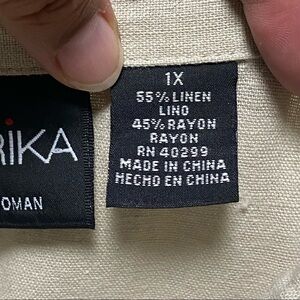 RIKA
OMAN
1X
55% LINEN
LINO
45% RAYON
RAYON
RN 40299
MADE IN CHINA
HECHO EN CHINA